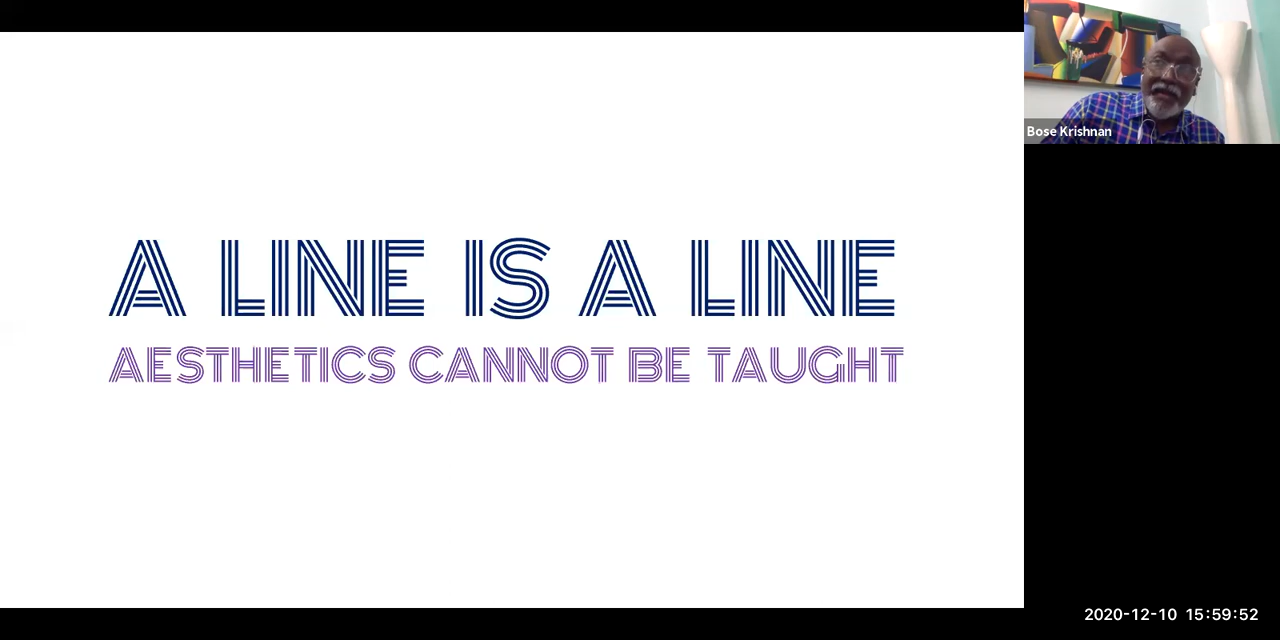 A LINE IS A LINE
AESTHETICS CANNOT BE TAUGHT
Bose Krishnan
2020-12-10 15:59:52